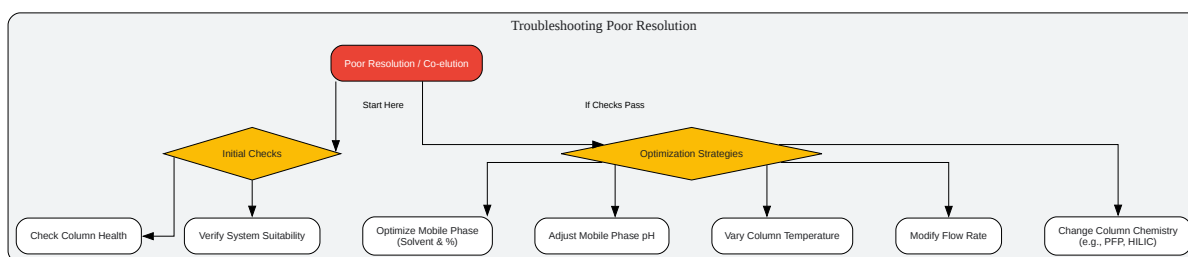 Troubleshooting Poor Resolution
Poor Resolution / Co-elution
Start Here
If Checks Pass
Initial Checks
Optimization Strategies
Check Column Health
Verify System Suitability
Optimize Mobile Phase
(Solvent & %)
Adjust Mobile Phase pH
Vary Column Temperature
Modify Flow Rate
Change Column Chemistry
(e.g., PFP, HILIC)